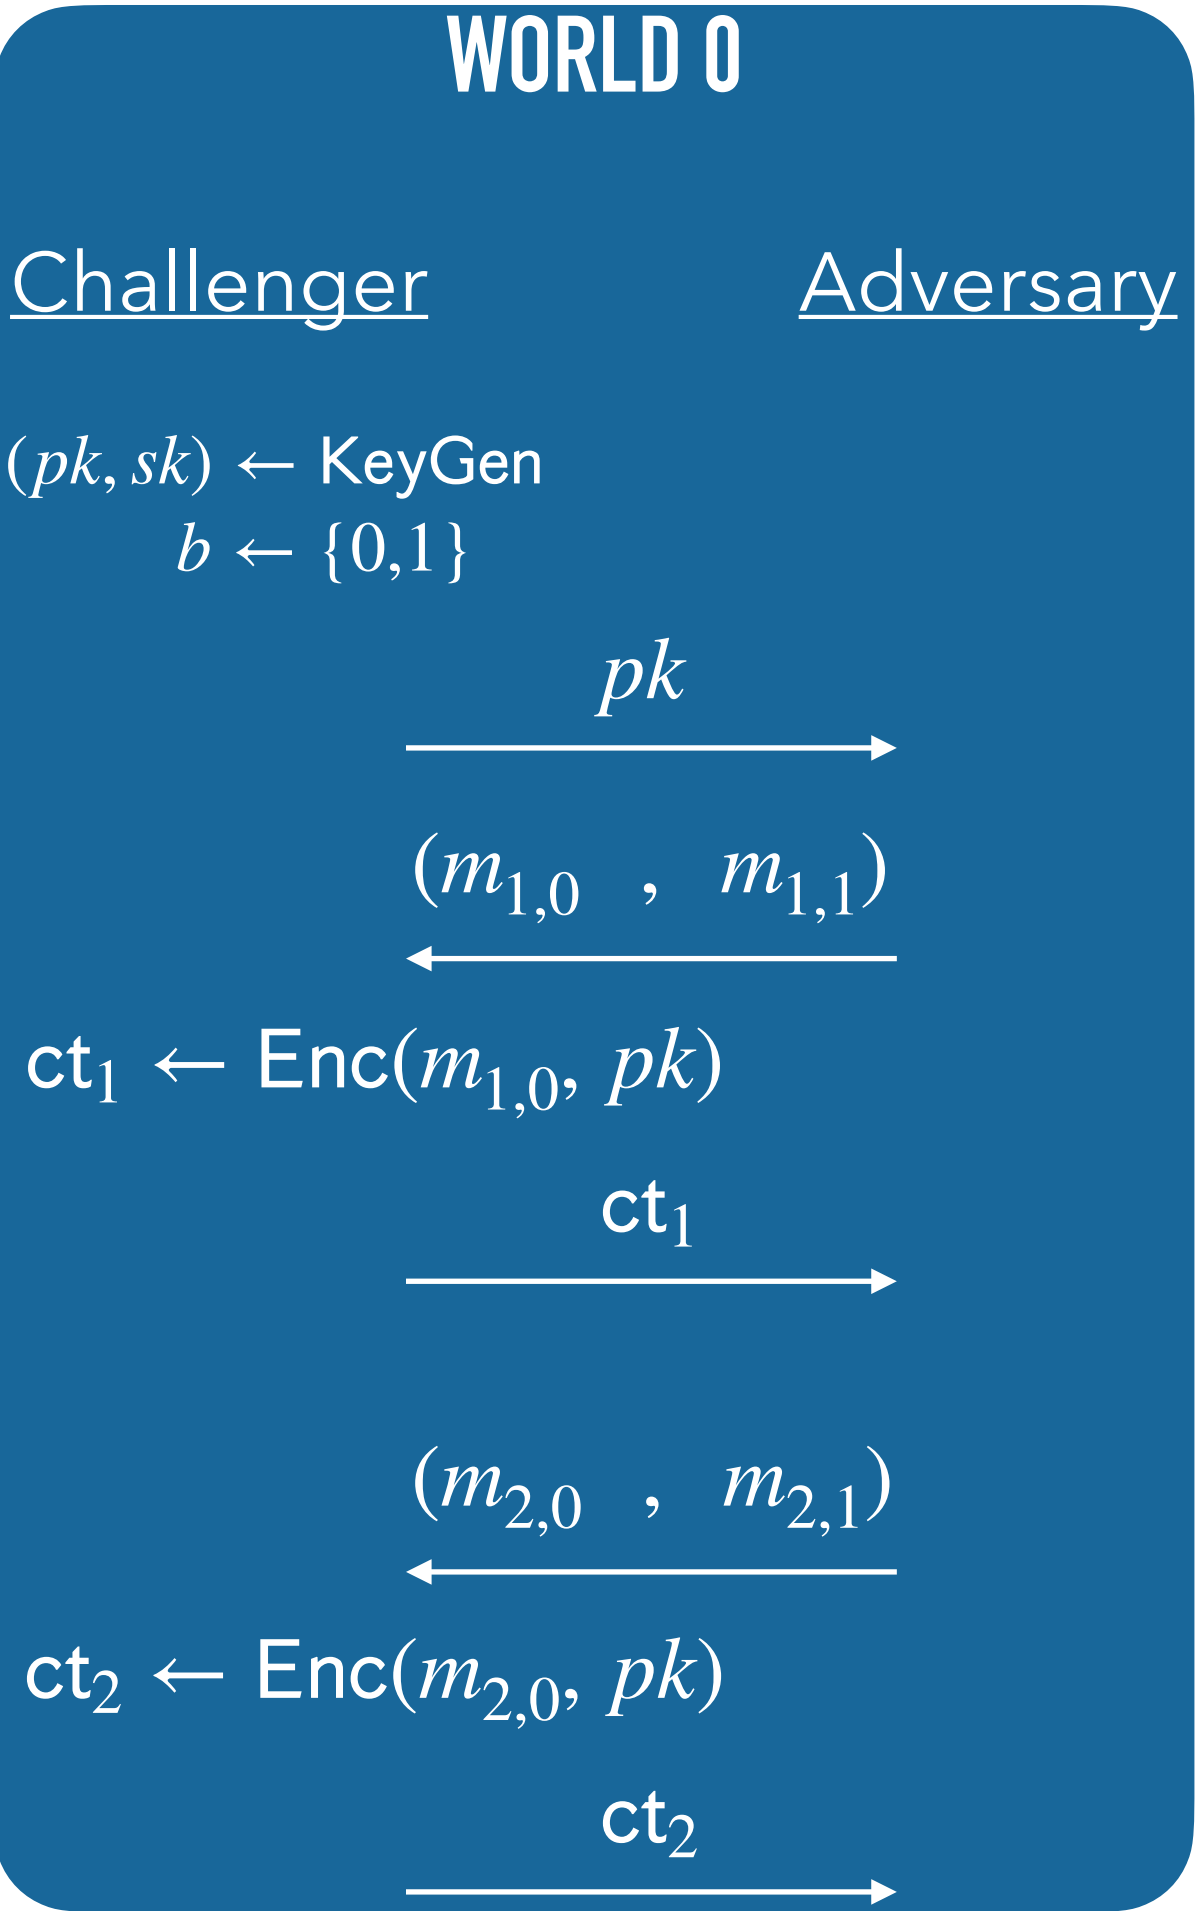 WORLD 0
Challenger Adversary
(pk, sk) ← KeyGen
b ← {0,1}
pk
(m₁,₀ , m₁,₁)
ct₁ ← Enc(m₁,₀, pk)
ct₁
(m₂,₀ , m₂,₁)
ct₂ ← Enc(m₂,₀, pk)
ct₂